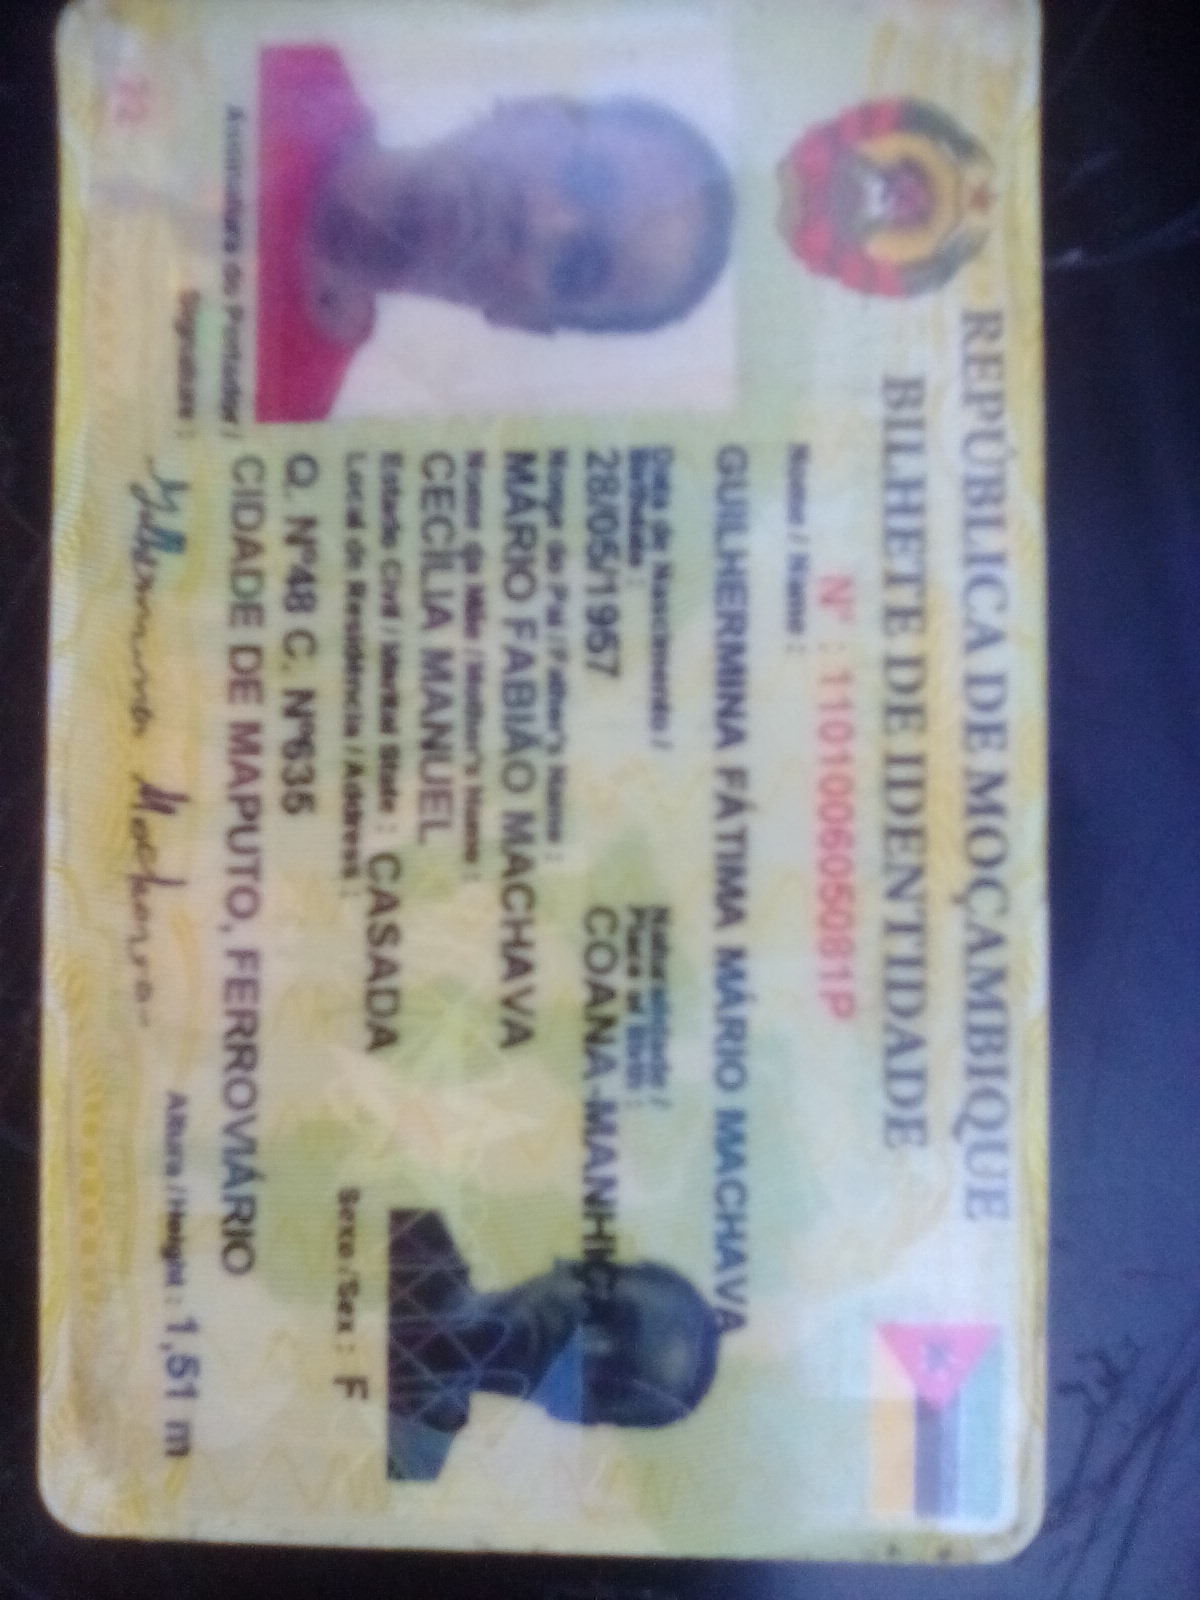 REPÚBLICA DE MOÇAMBIQUE
BILHETE DE IDENTIDADE
Nº : 110100605081P
Nome / Name :
GUILHERMINA FÁTIMA MÁRIO MACHAVA
Data de Nascimento / Birthdate :
28/05/1957
Naturalidade / Place of Birth :
COANA-MANHIÇA
Nome do Pai / Father's Name :
MÁRIO FABIÃO MACHAVA
Nome da Mãe / Mother's Name :
CECÍLIA MANUEL
Estado Civil / Marital State : CASADA
Local de Residência / Address :
Sexo / Sex : F
Q. Nº48 C. Nº635
CIDADE DE MAPUTO, FERROVIÁRIO
Assinatura do Portador /
Signature :
Guilhermina Machava
Altura / Height : 1,51 m
22